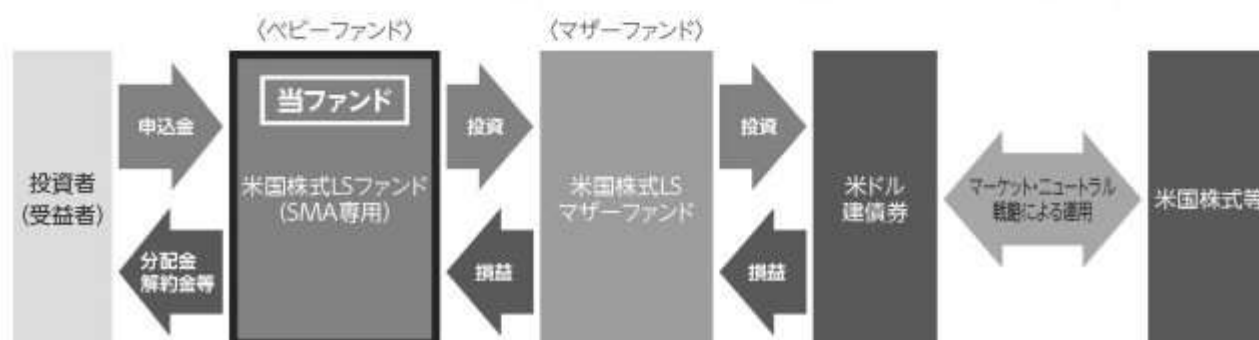 〈ベビーファンド〉
〈マザーファンド〉
投資者
(受益者)
申込金
分配金
解約金等
当ファンド
米国株式LSファンド
(SMA専用)
投資
損益
米国株式LS
マザーファンド
投資
損益
米ドル
建債券
マーケット・ニュートラル
戦略による運用
米国株式等